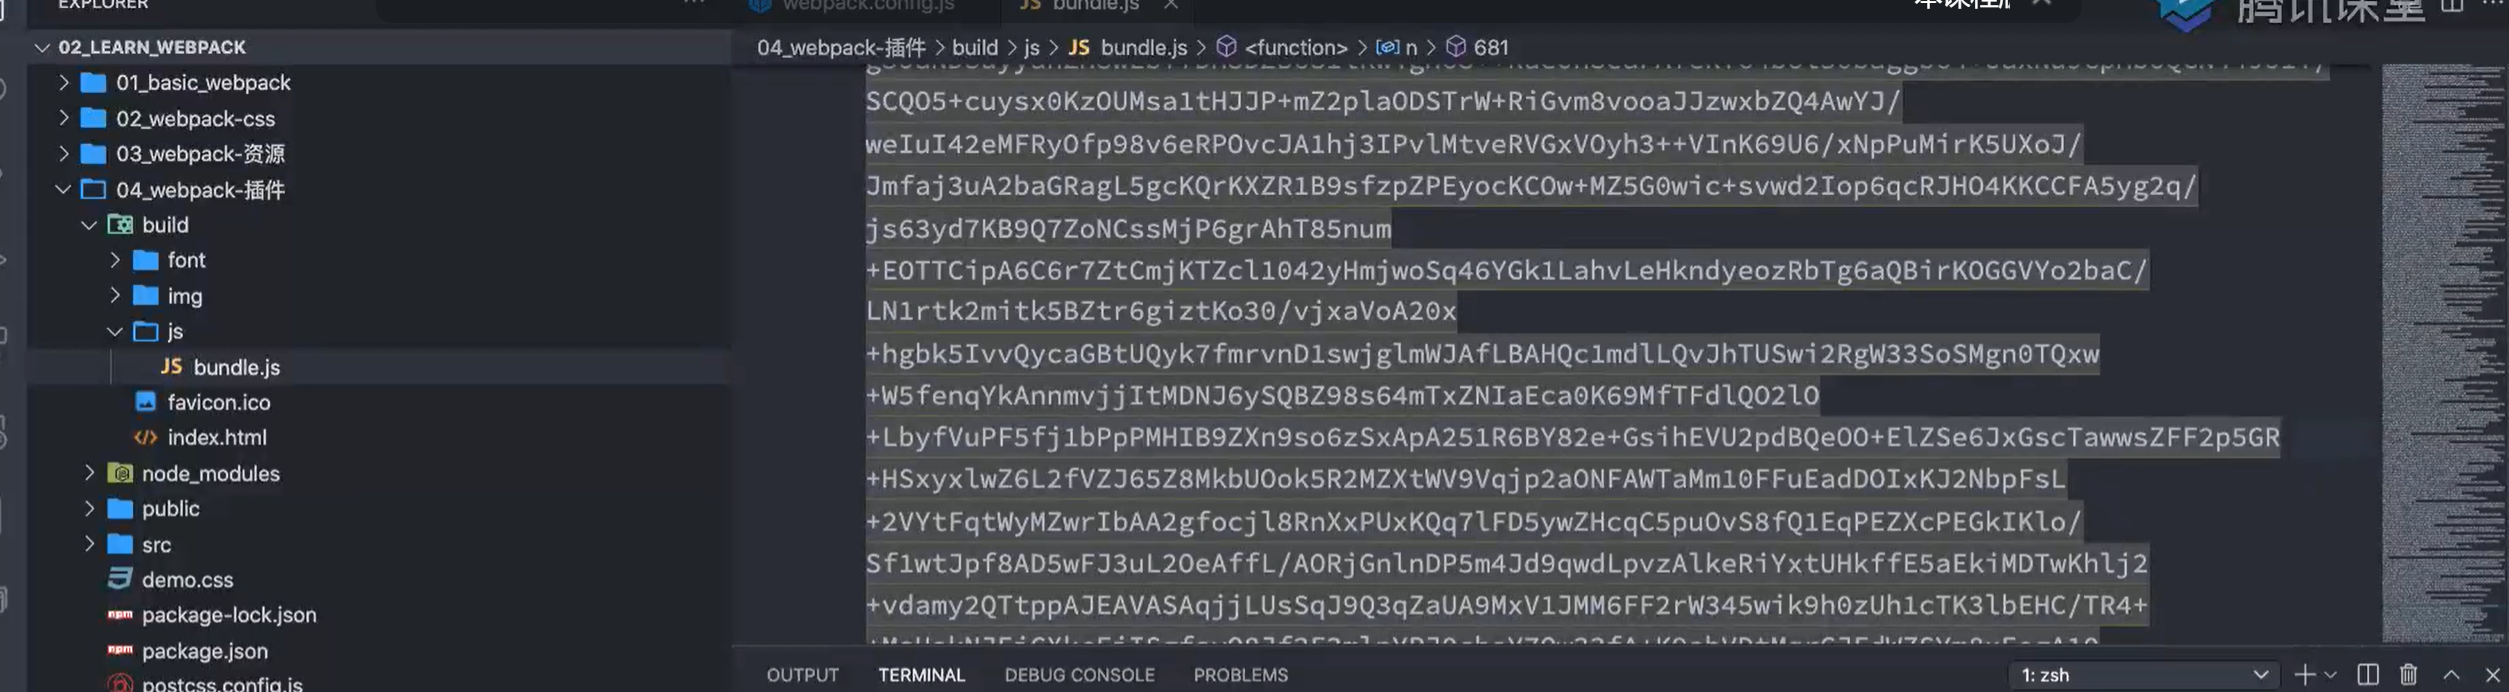 EXPLORER
webpack.config.js
JS bundle.js
腾讯课堂
02_LEARN_WEBPACK
04_webpack-插件 > build > js > JS bundle.js > <function> > n > 681
01_basic_webpack
02_webpack-css
03_webpack-资源
04_webpack-插件
build
font
img
js
JS bundle.js
favicon.ico
index.html
node_modules
public
src
demo.css
npm package-lock.json
npm package.json
postcss.config.js
SCQO5+cuysx0KzOUMsa1tHJJP+mZ2plaODSTrW+RiGvm8vooaJJzwxbZQ4AwYJ/
weIuI42eMFRyOfp98v6eRPOvcJA1hj3IPvlMtveRVGxVOyh3++VInK69U6/xNpPuMirK5UXoJ/
Jmfaj3uA2baGRagL5gcKQrKXZR1B9sfzpZPEyocKCOw+MZ5G0wic+svwd2Iop6qcRJHO4KKCCFA5yg2q/
js63yd7KB9Q7ZoNCssMjP6grAhT85num
+EOTTCipA6C6r7ZtCmjKTZcl1042yHmjwoSq46YGk1LahvLeHkndyeozRbTg6aQBirKOGGVYo2baC/
LN1rtk2mitk5BZtr6giztKo30/vjxaVoA20x
+hgbk5IvvQycaGBtUQyk7fmrvnD1swjglmWJAfLBAHQc1mdlLQvJhTUSwi2RgW33SoSMgn0TQxw
+W5fenqYkAnnmvjjItMDNJ6ySQBZ98s64mTxZNIaEca0K69MfTFdlQO2lO
+LbyfVuPF5fj1bPpPMHIB9ZXn9so6zSxApA251R6BY82e+GsihEVU2pdBQeOO+ElZSe6JxGscTawwsZFF2p5GR
+HSxyxlwZ6L2fVZJ65Z8MkbUOok5R2MZXtWV9Vqjp2aONFAWTaMm10FFuEadDOIxKJ2NbpFsL
+2VYtFqtWyMZwrIbAA2gfocjl8RnXxPUxKQq7lFD5ywZHcqC5puOvS8fQ1EqPEZXcPEGkIKlo/
Sf1wtJpf8AD5wFJ3uL2OeAffL/AORjGnlnDP5m4Jd9qwdLpvzAlkeRiYxtUHkffE5aEkiMDTwKhlj2
+vdamy2QTtppAJEAVASAqjjLUsSqJ9Q3qZaUA9MxV1JMM6FF2rW345wik9h0zUh1cTK3lbEHC/TR4+
OUTPUT
TERMINAL
DEBUG CONSOLE
PROBLEMS
1: zsh